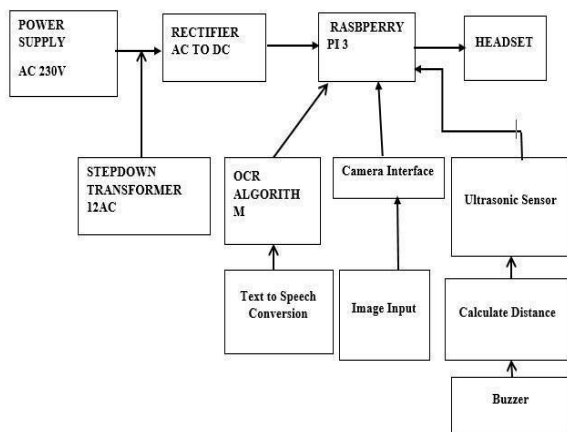 POWER
SUPPLY
AC 230V
RECTIFIER
AC TO DC
RASBPERRY
PI 3
HEADSET
STEPDOWN
TRANSFORMER
12AC
OCR
ALGORITH
M
Camera Interface
Ultrasonic Sensor
Text to Speech
Conversion
Image Input
Calculate Distance
Buzzer